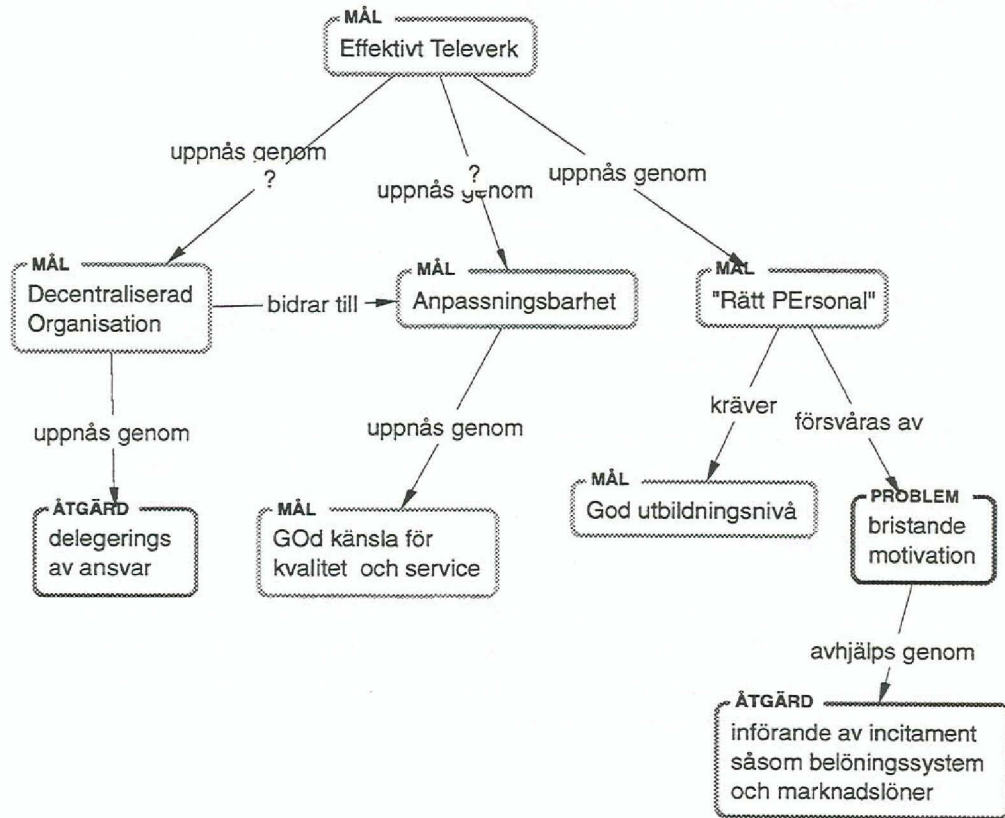 MÅL
Effektivt Televerk
uppnås genom
?
?
uppnås genom
uppnås genom
MÅL
Decentraliserad
Organisation
bidrar till
MÅL
Anpassningsbarhet
MÅL
"Rätt PErsonal"
uppnås genom
uppnås genom
kräver
försvåras av
ÅTGÄRD
delegerings
av ansvar
MÅL
GOd känsla för
kvalitet och service
MÅL
God utbildningsnivå
PROBLEM
bristande
motivation
avhjälps genom
ÅTGÄRD
införande av incitament
såsom belöningssystem
och marknadslöner